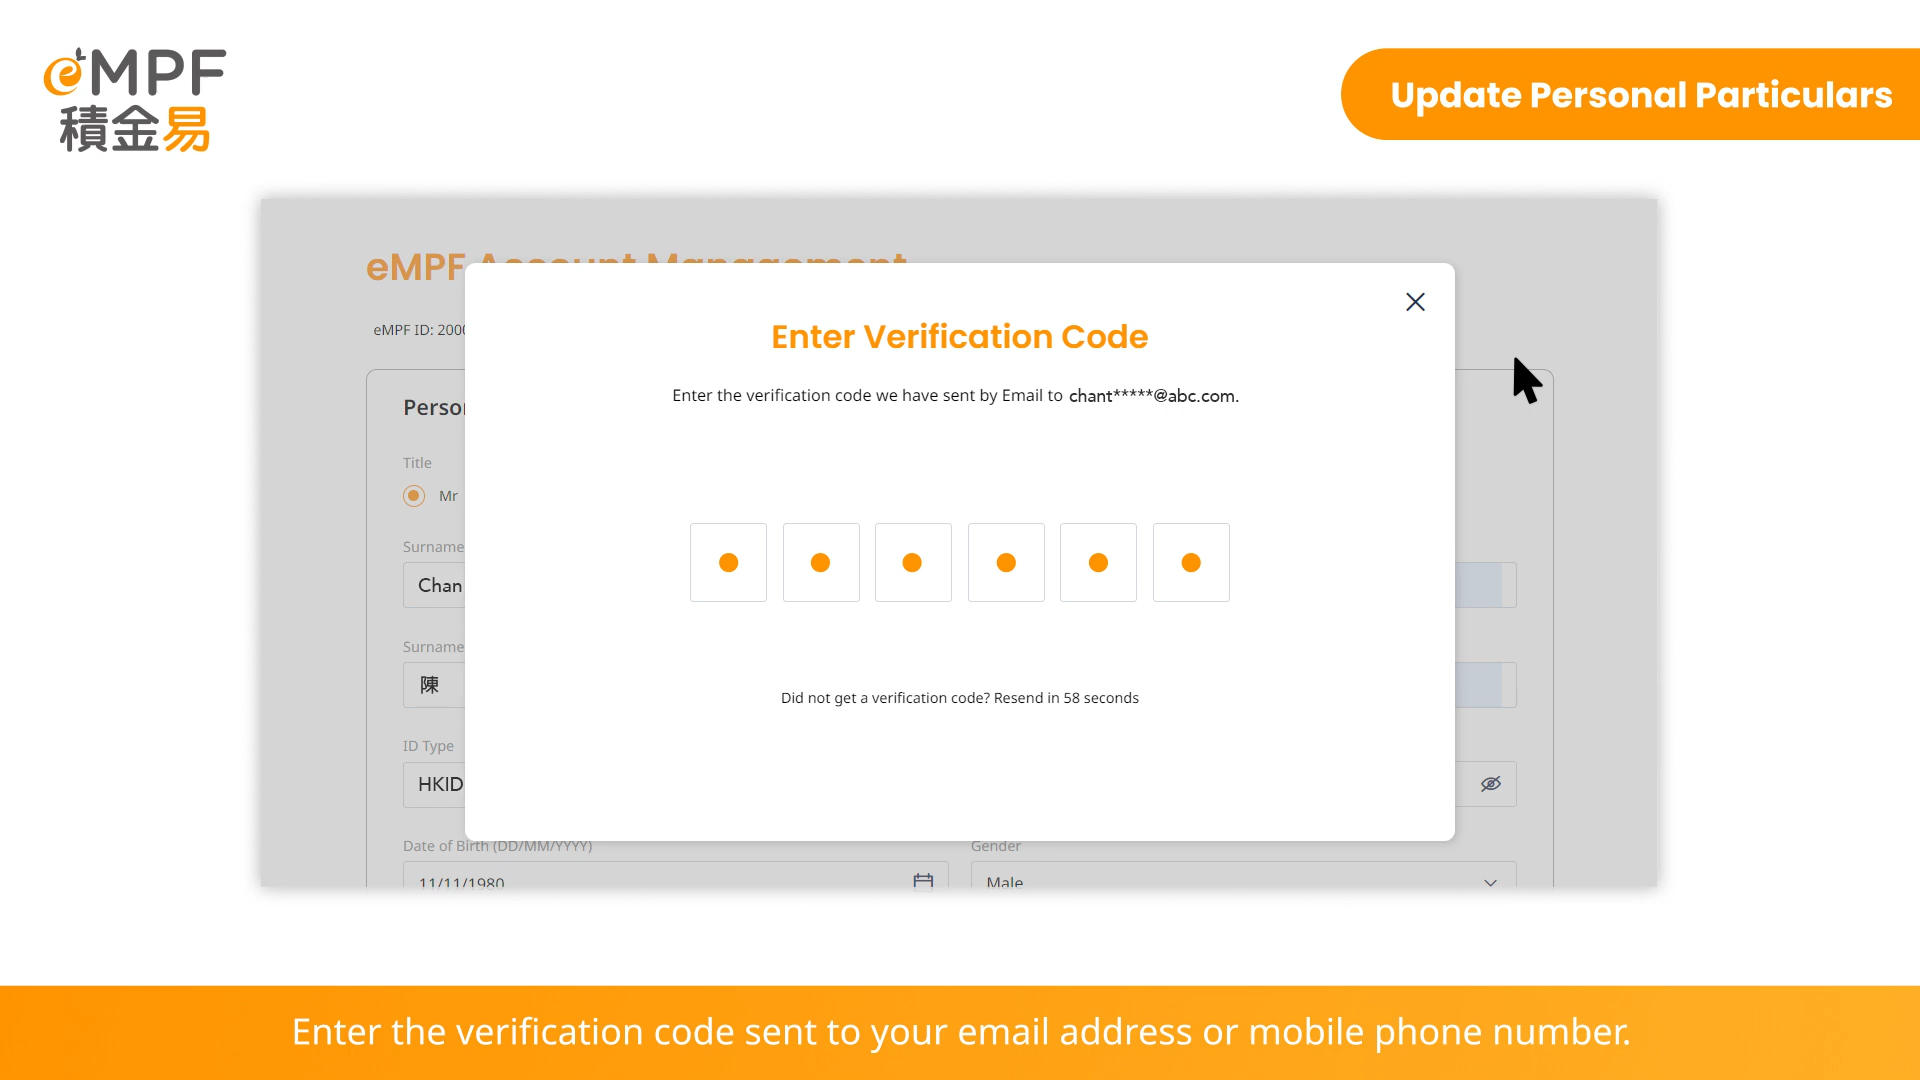 eMPF
積金易
Update Personal Particulars
eMPF Account Management
eMPF ID: 200
Enter Verification Code
Enter the verification code we have sent by Email to chant*****@abc.com.
Title
Mr
Surname
Chan
Surname
陳
ID Type
HKID
Did not get a verification code? Resend in 58 seconds
Date of Birth (DD/MM/YYYY)
Gender
11/11/1980
Male
Enter the verification code sent to your email address or mobile phone number.